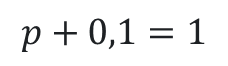 p + 0,1 = 1